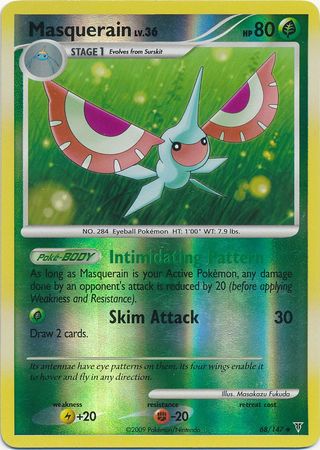 Masquerain LV.36 HP 80
STAGE 1 Evolves from Surskit
NO. 284 Eyeball Pokémon HT: 1'00" WT: 7.9 lbs.
Poké-BODY Intimidating Pattern
As long as Masquerain is your Active Pokémon, any damage
done by an opponent's attack is reduced by 20 (before applying
Weakness and Resistance).
Skim Attack 30
Draw 2 cards.
Its antennae have eye patterns on them. Its four wings enable it
to hover and fly in any direction.
Illus. Masakazu Fukuda
weakness resistance retreat cost
+20 -20
©2009 Pokémon/Nintendo 68/147